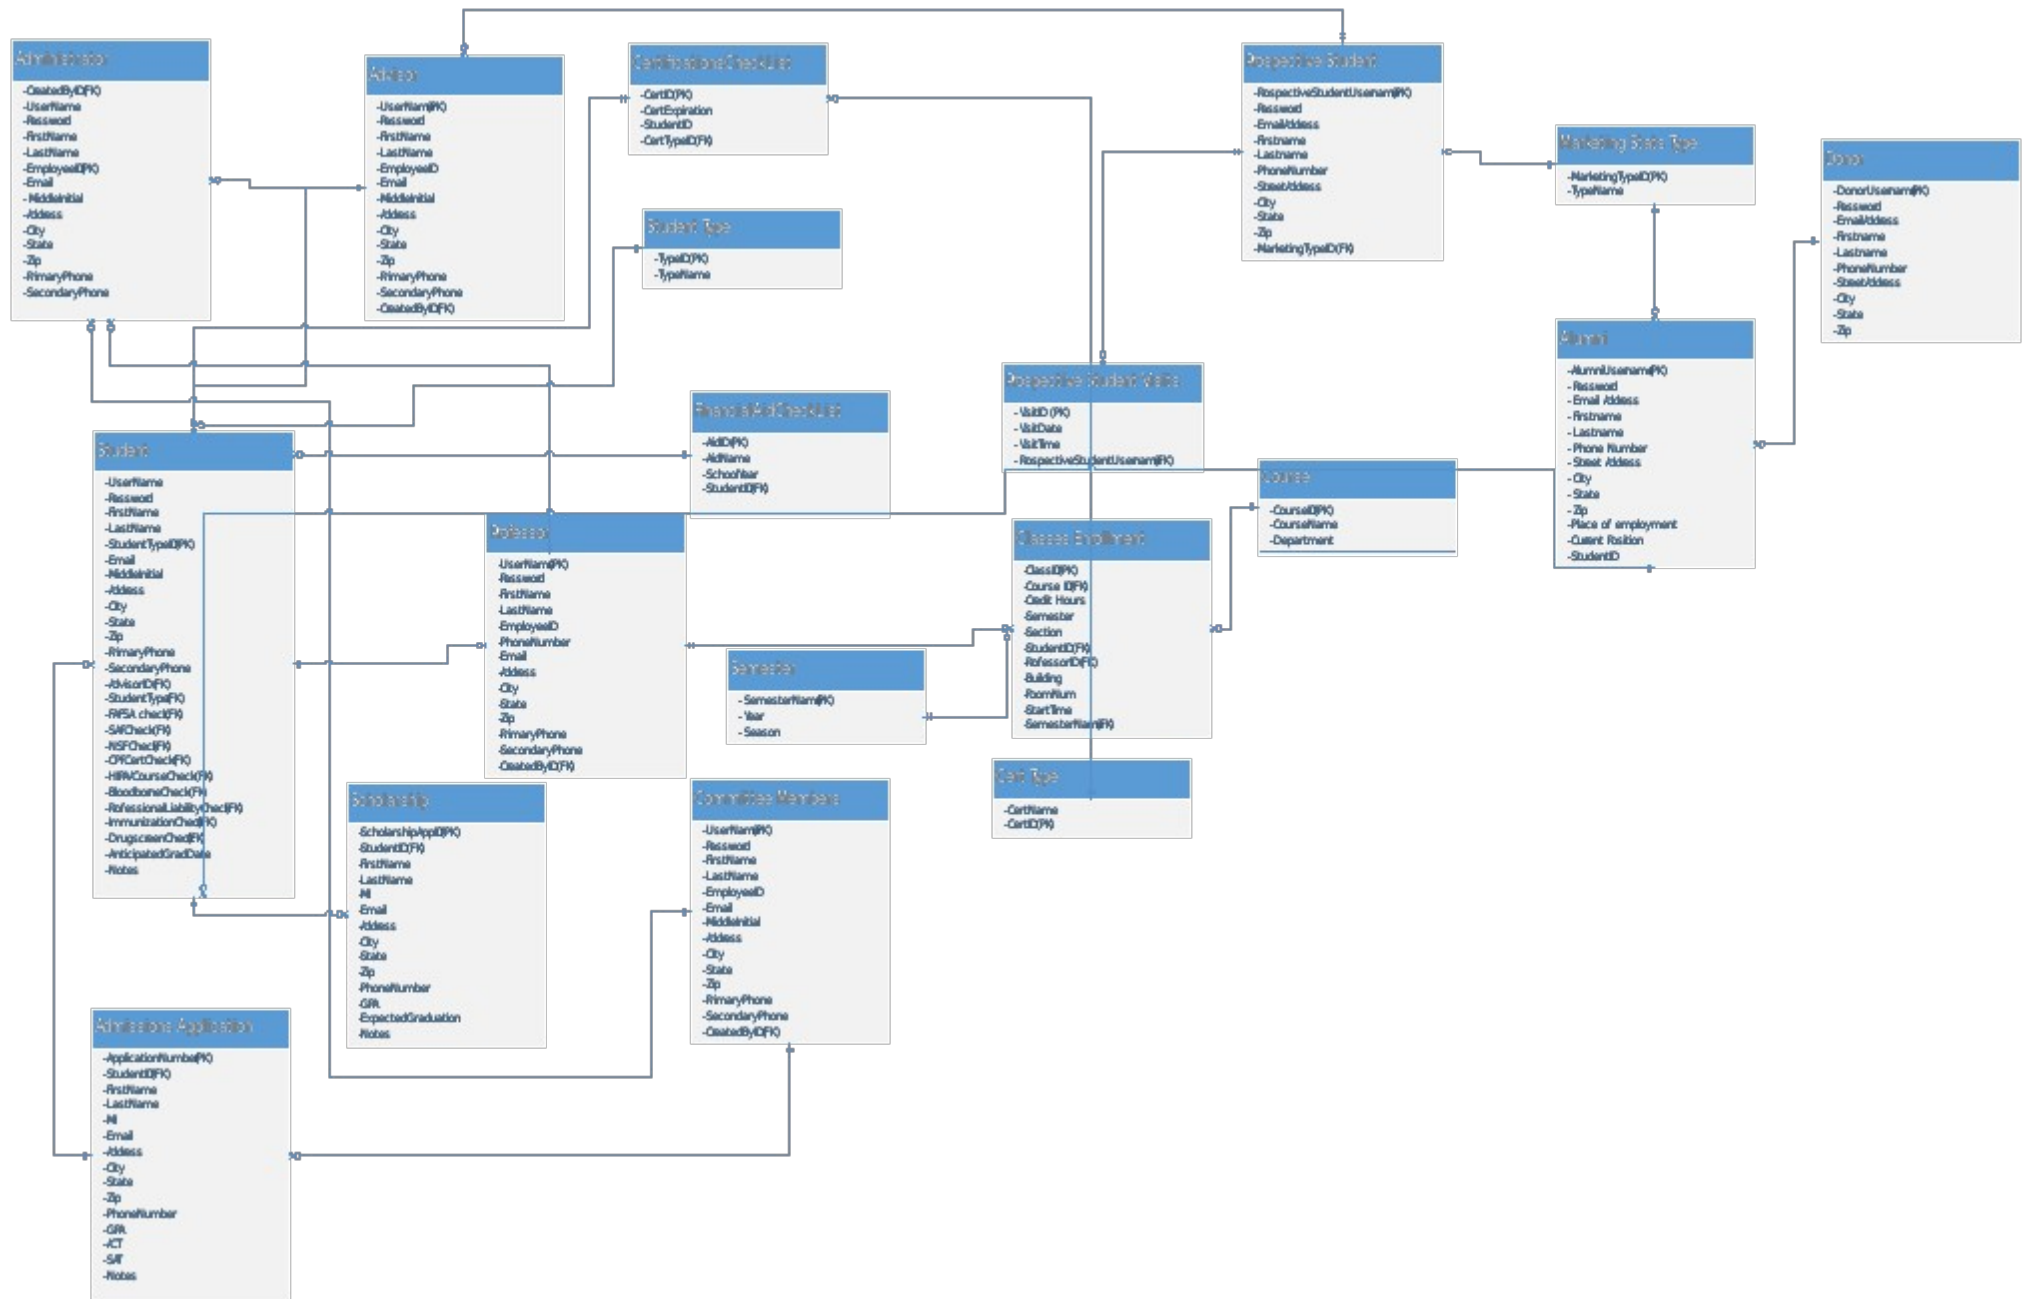 Administrator
-CreatedByID(FK)
-UserName
-Password
-FirstName
-LastName
-EmployeeID(PK)
-Email
- MiddleInitial
-Address
-City
-State
-Zip
-PrimaryPhone
-SecondaryPhone
Advisor
-UserName(PK)
-Password
-FirstName
-LastName
-EmployeeID
-Email
-MiddleInitial
-Address
-City
-State
-Zip
-PrimaryPhone
-SecondaryPhone
-CreatedByID(FK)
CertificationsCheckList
-CertID(PK)
-CertExpiration
-StudentID
-CertTypeID(FK)
Student Type
-TypeID(PK)
-TypeName
Prospective Student
-ProspectiveStudentUsername(PK)
-Password
-EmailAddress
-Firstname
-Lastname
-PhoneNumber
-StreetAddress
-City
-State
-Zip
-MarketingTypeID(FK)
Marketing State Type
-MarketingTypeID(PK)
-TypeName
Donor
-DonorUsername(PK)
-Password
-EmailAddress
-Firstname
-Lastname
-PhoneNumber
-StreetAddress
-City
-State
-Zip
Alumni
-AlumniUsername(PK)
- Password
- Email Address
- Firstname
- Lastname
- Phone Number
- Street Address
- City
- State
- Zip
-Place of employment
-Current Position
-StudentID
FinancialAidCheckList
-AidID(PK)
-AidName
-SchoolYear
-StudentID(FK)
Prospective Student Visits
- VisitID (PK)
- VisitDate
- VisitTime
- ProspectiveStudentUsername(FK)
Course
-CourseID(PK)
-CourseName
-Department
Student
-UserName
-Password
-FirstName
-LastName
-StudentTypeID(PK)
-Email
-MiddleInitial
-Address
-City
-State
-Zip
-PrimaryPhone
-SecondaryPhone
-AdvisorID(FK)
-StudentType(FK)
-FAFSA check(FK)
-SARCheck(FK)
-NSFCheck(FK)
-CPRCertCheck(FK)
-HIPAACourseCheck(FK)
-BloodborneCheck(FK)
-ProfessionalLiabilityCheck(FK)
-ImmunizationCheck(FK)
-DrugscreenCheck(FK)
-AnticipatedGradDate
-Notes
Professor
-UserName(PK)
-Password
-FirstName
-LastName
-EmployeeID
-PhoneNumber
-Email
-Address
-City
-State
-Zip
-PrimaryPhone
-SecondaryPhone
-CreatedByID(FK)
Classes Enrollment
-ClassID(PK)
-Course ID(FK)
-Credit Hours
-Semester
-Section
-StudentID(FK)
-ProfessorID(FK)
-Building
-RoomNum
-StartTime
-SemesterName(FK)
Semester
- SemesterName(PK)
- Year
- Season
Cert Type
-CertName
-CertID(PK)
Scholarship
-ScholarshipAppID(PK)
-StudentID(FK)
-FirstName
-LastName
-MI
-Email
-Address
-City
-State
-Zip
-PhoneNumber
-GPA
-ExpectedGraduation
-Notes
Committee Members
-UserName(PK)
-Password
-FirstName
-LastName
-EmployeeID
-Email
-MiddleInitial
-Address
-City
-State
-Zip
-PrimaryPhone
-SecondaryPhone
-CreatedByID(FK)
Admissions Application
-ApplicationNumber(PK)
-StudentID(FK)
-FirstName
-LastName
-MI
-Email
-Address
-City
-State
-Zip
-PhoneNumber
-GPA
-ACT
-SAT
-Notes